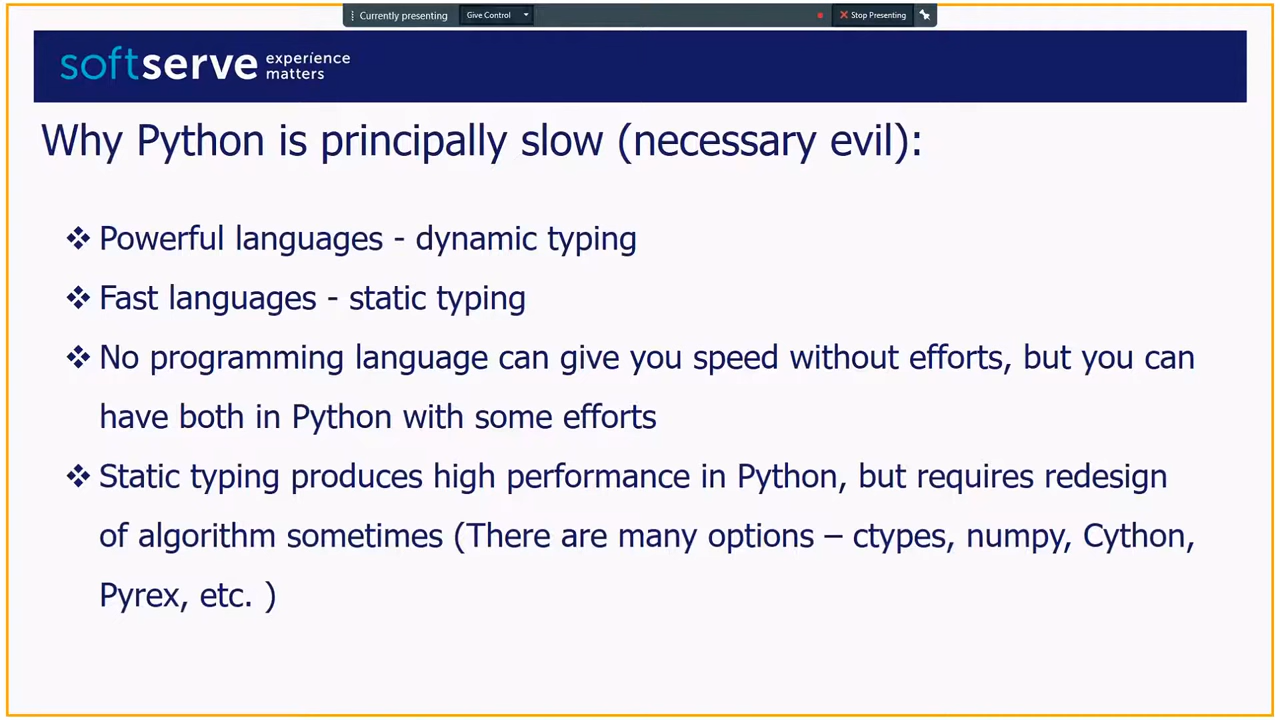 Currently presenting Give Control Stop Presenting
softserve experience matters
Why Python is principally slow (necessary evil):
❖ Powerful languages - dynamic typing
❖ Fast languages - static typing
❖ No programming language can give you speed without efforts, but you can
have both in Python with some efforts
❖ Static typing produces high performance in Python, but requires redesign
of algorithm sometimes (There are many options – ctypes, numpy, Cython,
Pyrex, etc. )